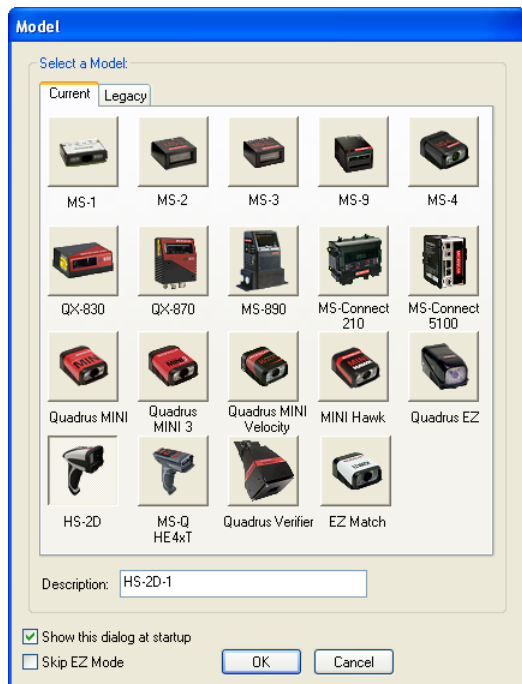 Model
Select a Model:
Current Legacy
MS-1 MS-2 MS-3 MS-9 MS-4
QX-830 QX-870 MS-890 MS-Connect 210 MS-Connect 5100
Quadrus MINI Quadrus MINI 3 Quadrus MINI Velocity MINI Hawk Quadrus EZ
HS-2D MS-Q HE4xT Quadrus Verifier EZ Match
Description: HS-2D-1
Show this dialog at startup
Skip EZ Mode OK Cancel